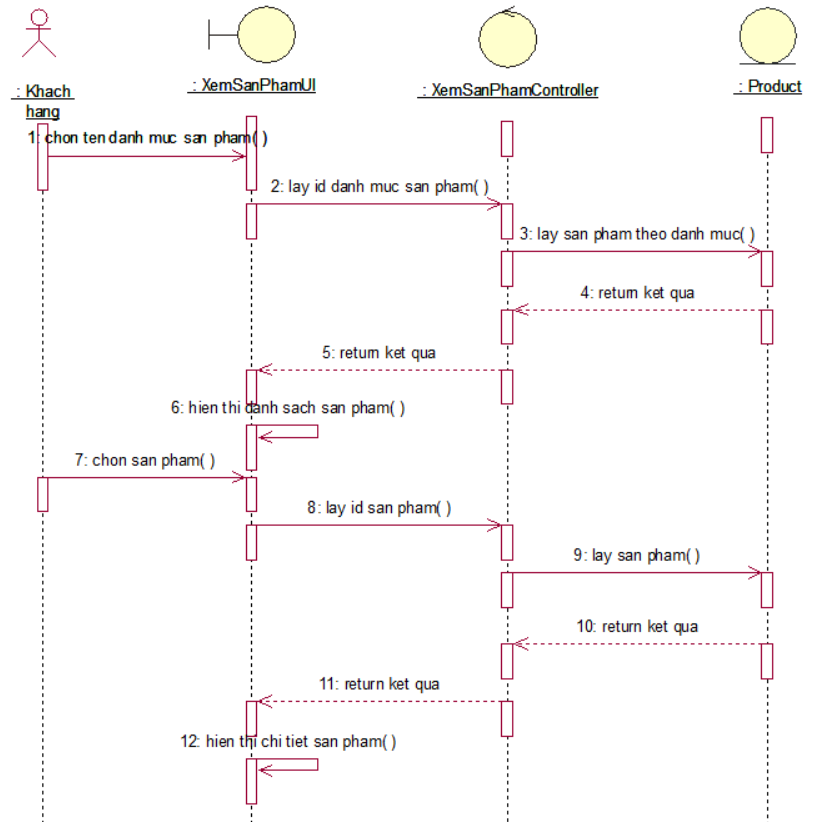 : Khach
hang
: XemSanPhamUI
: XemSanPhamController
: Product
1: chon ten danh muc san pham( )
2: lay id danh muc san pham( )
3: lay san pham theo danh muc( )
4: return ket qua
5: return ket qua
6: hien thi danh sach san pham( )
7: chon san pham( )
8: lay id san pham( )
9: lay san pham( )
10: return ket qua
11: return ket qua
12: hien thi chi tiet san pham( )